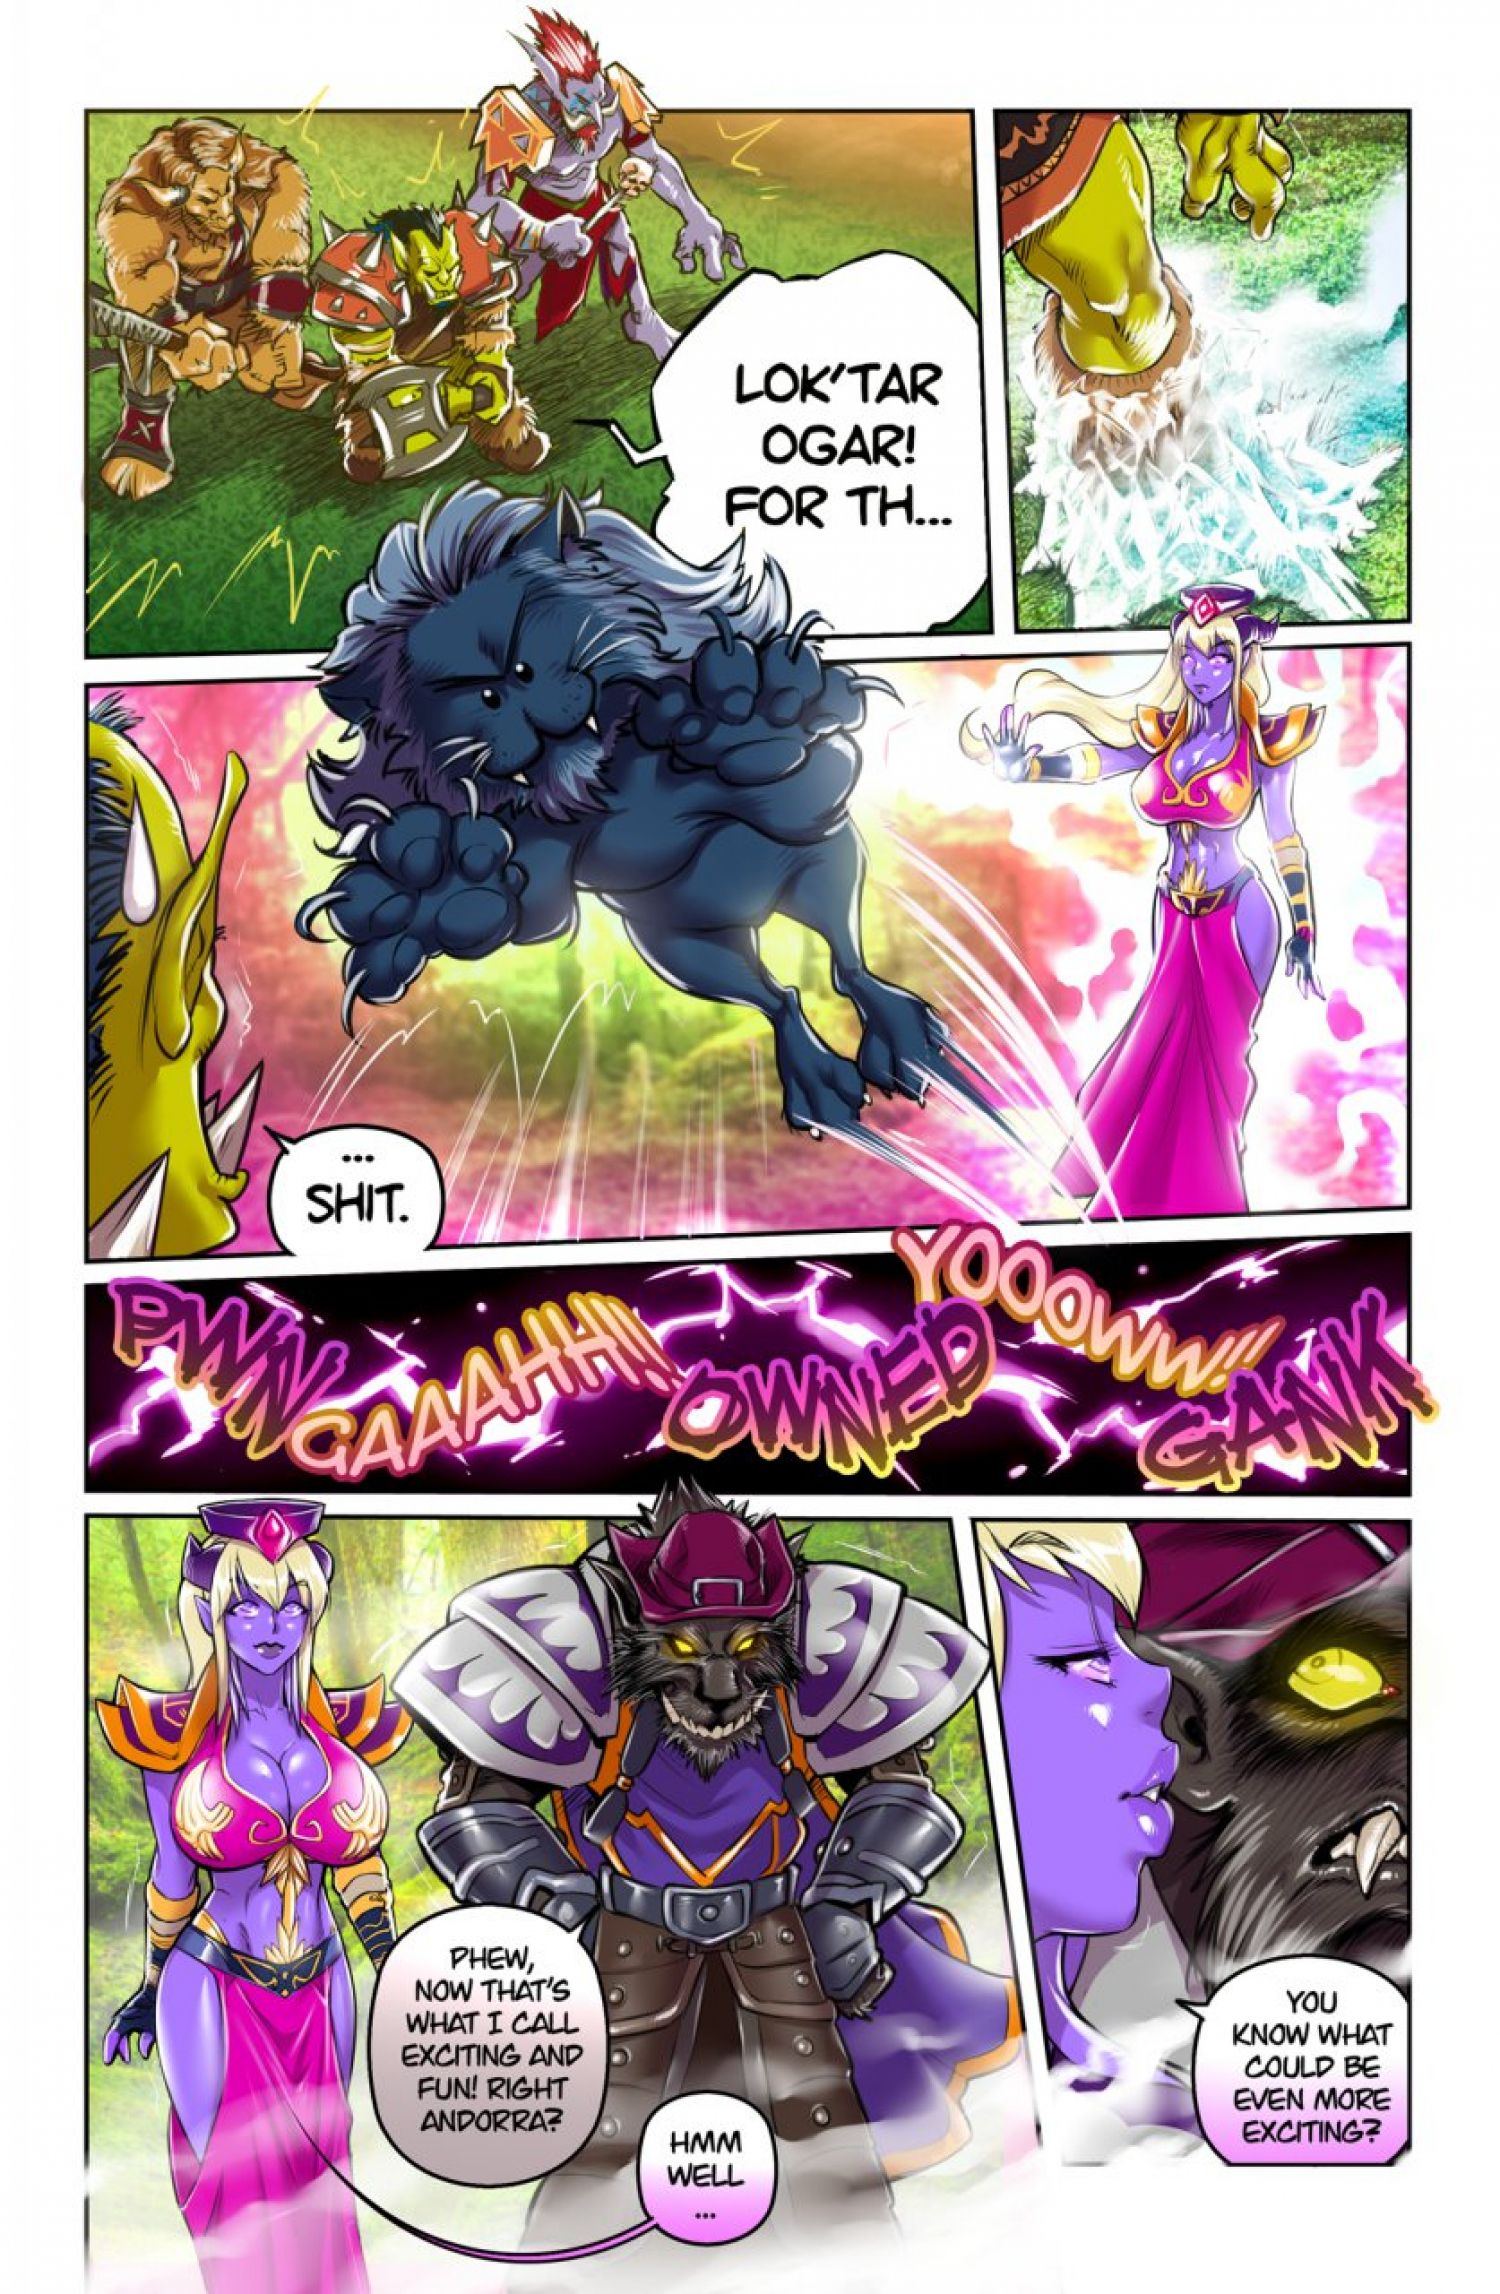 LOK'TAR
OGAR!
FOR TH...
...
SHIT.
PWN
GAAAHH!!
OWNED
YOOOWW!!
GANK
PHEW,
NOW THAT'S
WHAT I CALL
EXCITING AND
FUN! RIGHT
ANDORRA?
HMM
WELL
...
YOU
KNOW WHAT
COULD BE
EVEN MORE
EXCITING?